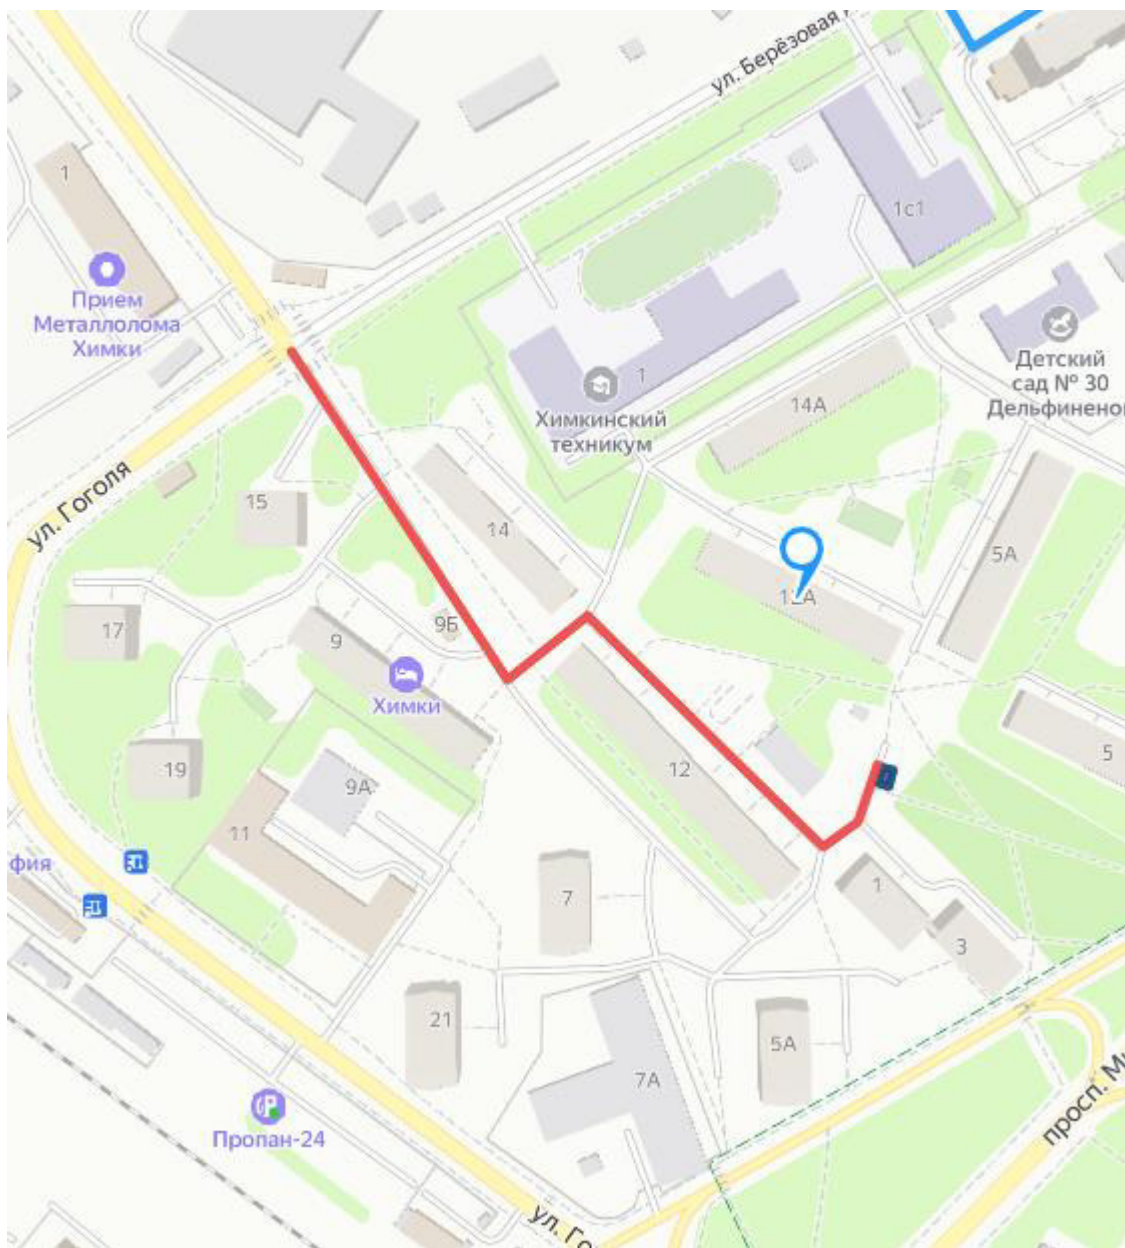 ул. Берёзовая
1
1с1
Прием
Металлолома
Химки
Детский
сад № 30
Дельфиненок
1
Химкинский
техникум
14А
ул. Гоголя
15
14
5А
12А
17
9Б
9
Химки
12
5
19
9А
11
фия
1
7
3
21
5А
7А
Пропан-24
просп. М
ул. Го